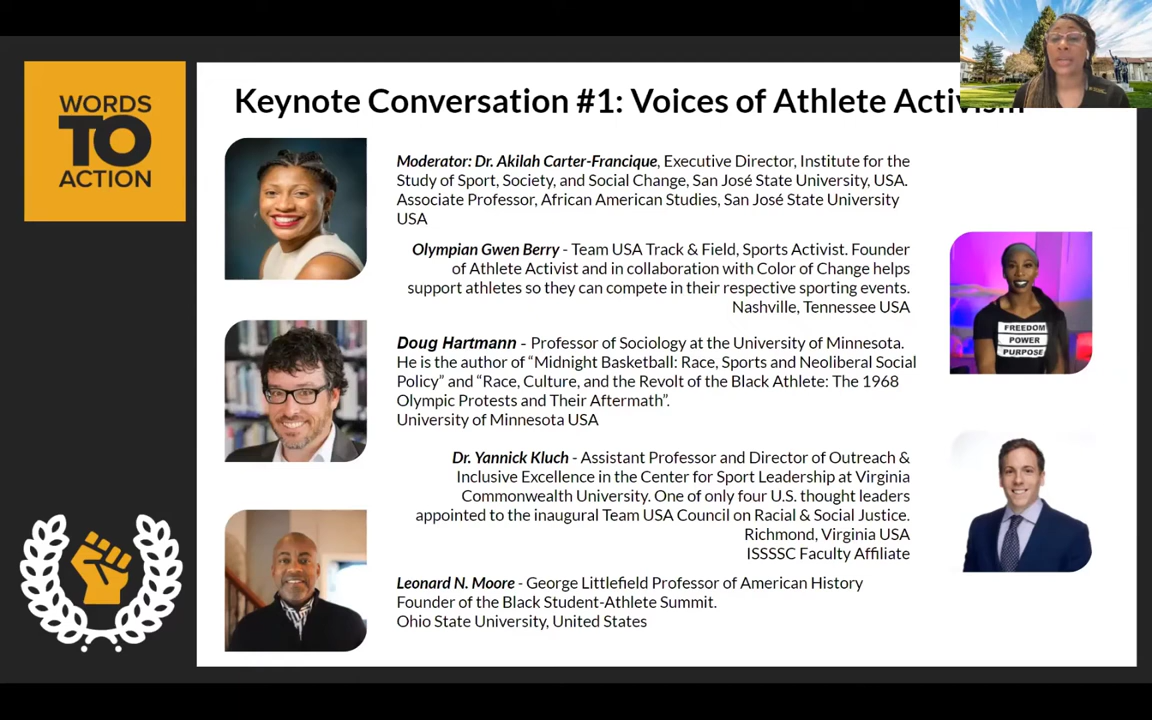 WORDS
TO
ACTION
Keynote Conversation #1: Voices of Athlete Activism
Moderator: Dr. Akilah Carter-Francique, Executive Director, Institute for the
Study of Sport, Society, and Social Change, San José State University, USA.
Associate Professor, African American Studies, San José State University
USA
Olympian Gwen Berry - Team USA Track & Field, Sports Activist. Founder
of Athlete Activist and in collaboration with Color of Change helps
support athletes so they can compete in their respective sporting events.
Nashville, Tennessee USA
FREEDOM
POWER
PURPOSE
Doug Hartmann - Professor of Sociology at the University of Minnesota.
He is the author of “Midnight Basketball: Race, Sports and Neoliberal Social
Policy” and “Race, Culture, and the Revolt of the Black Athlete: The 1968
Olympic Protests and Their Aftermath”.
University of Minnesota USA
Dr. Yannick Kluch - Assistant Professor and Director of Outreach &
Inclusive Excellence in the Center for Sport Leadership at Virginia
Commonwealth University. One of only four U.S. thought leaders
appointed to the inaugural Team USA Council on Racial & Social Justice.
Richmond, Virginia USA
ISSSSC Faculty Affiliate
Leonard N. Moore - George Littlefield Professor of American History
Founder of the Black Student-Athlete Summit.
Ohio State University, United States